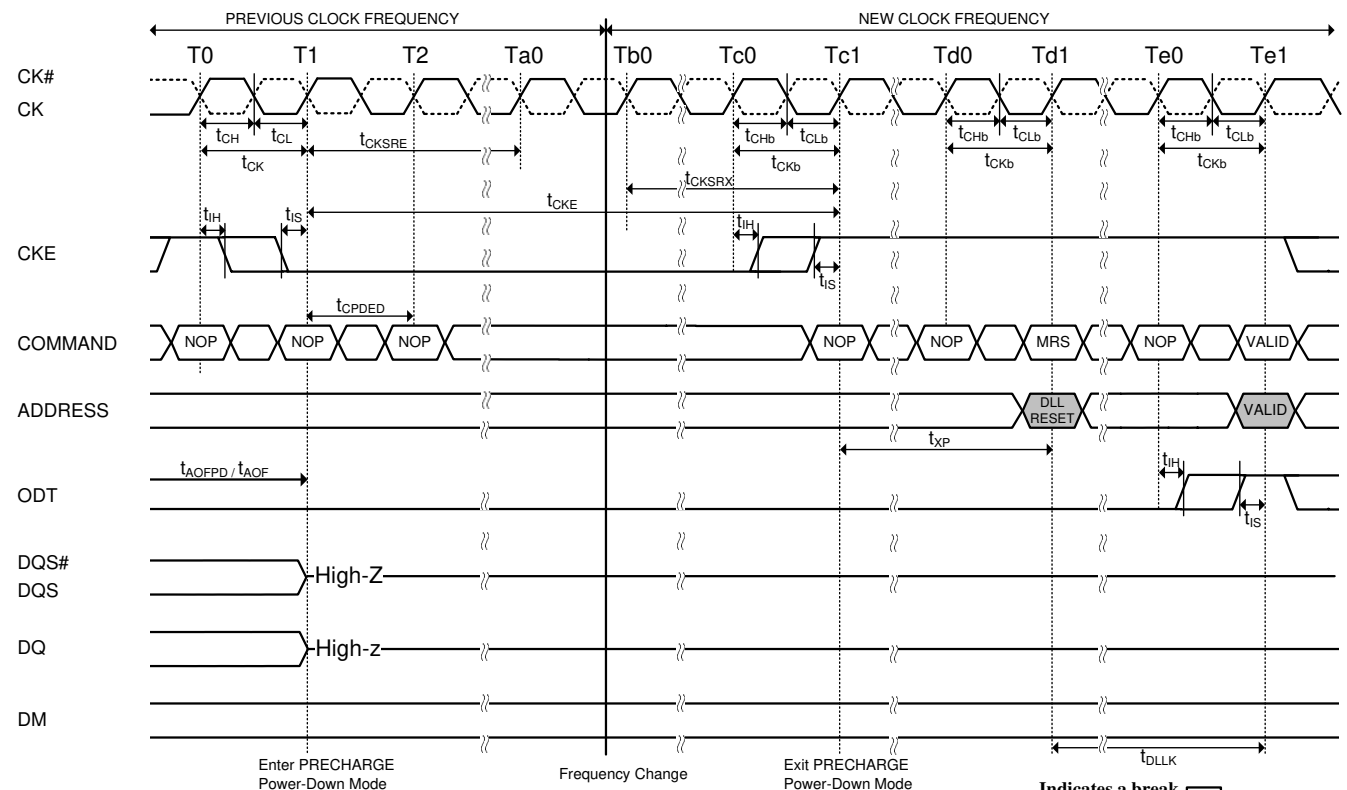 PREVIOUS CLOCK FREQUENCY NEW CLOCK FREQUENCY
T0 T1 T2 Ta0 Tb0 Tc0 Tc1 Td0 Td1 Te0 Te1
CK#
CK
tCH tCL tCKSRE tCHb tCLb tCHb tCLb tCHb tCLb
tCK tCKb tCKb tCKb
tCKSRX
tCKE
tIH tIS tIH
CKE
tIS
tCPDED
COMMAND NOP NOP NOP NOP NOP MRS NOP VALID
ADDRESS DLL RESET VALID
tXP
tAOFPD / tAOF tIH
ODT
tIS
DQS#
High-Z
DQS
DQ High-z
DM
tDLLK
Enter PRECHARGE
Power-Down Mode
Frequency Change
Exit PRECHARGE
Power-Down Mode
Indicates a break